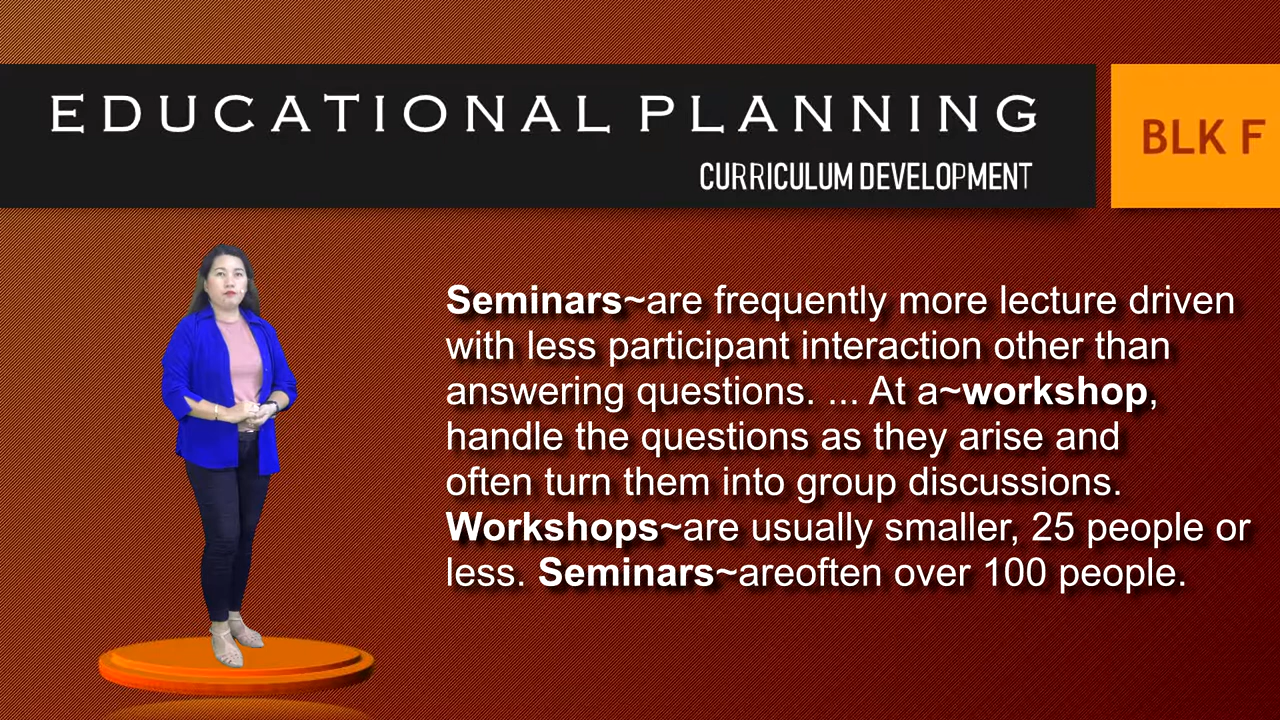 EDUCATIONAL PLANNING
CURRICULUM DEVELOPMENT
BLK F
Seminars~are frequently more lecture driven
with less participant interaction other than
answering questions. ... At a~workshop,
handle the questions as they arise and
often turn them into group discussions.
Workshops~are usually smaller, 25 people or
less. Seminars~areoften over 100 people.